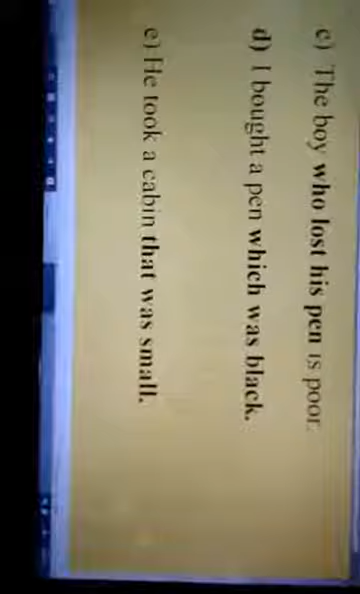 c) The boy who lost his pen is poor.
d) I bought a pen which was black.
e) He took a cabin that was small.